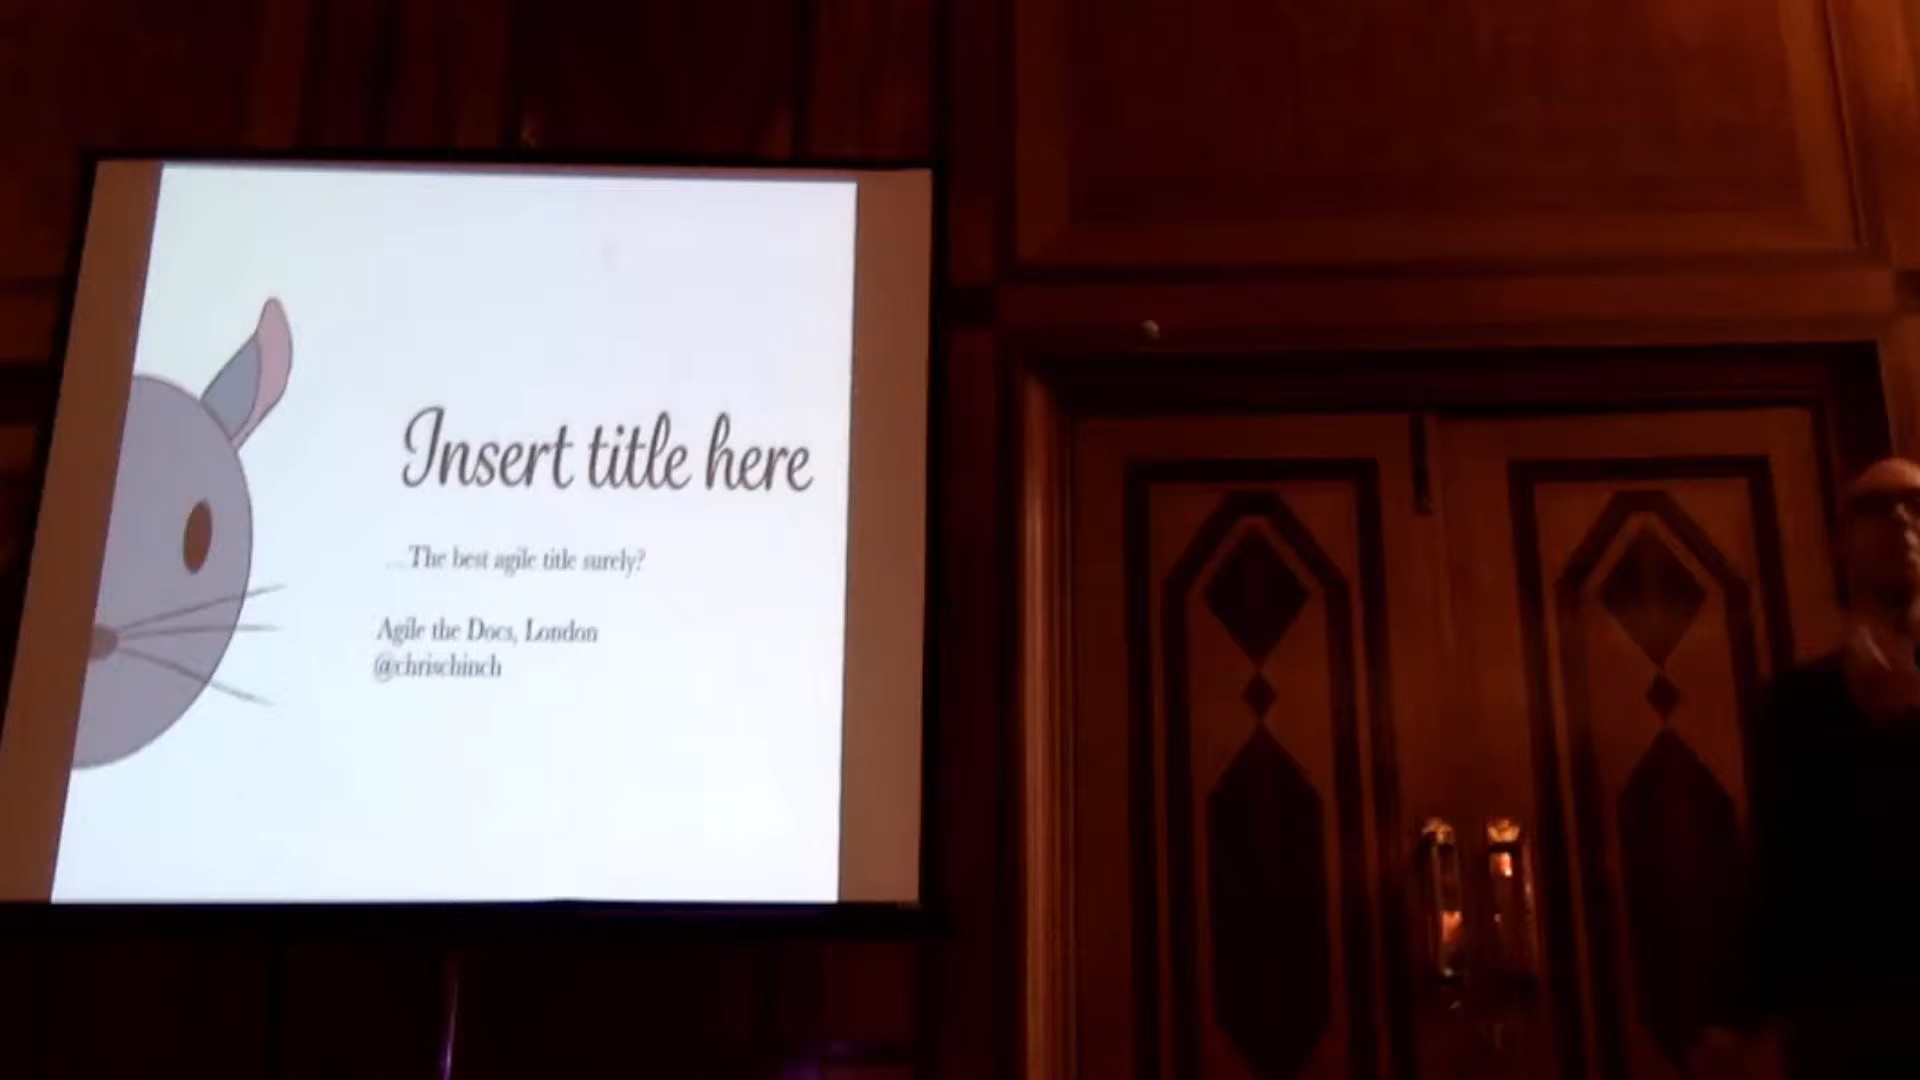 Insert title here
...The best agile title surely?
Agile the Docs, London
@chrischinch